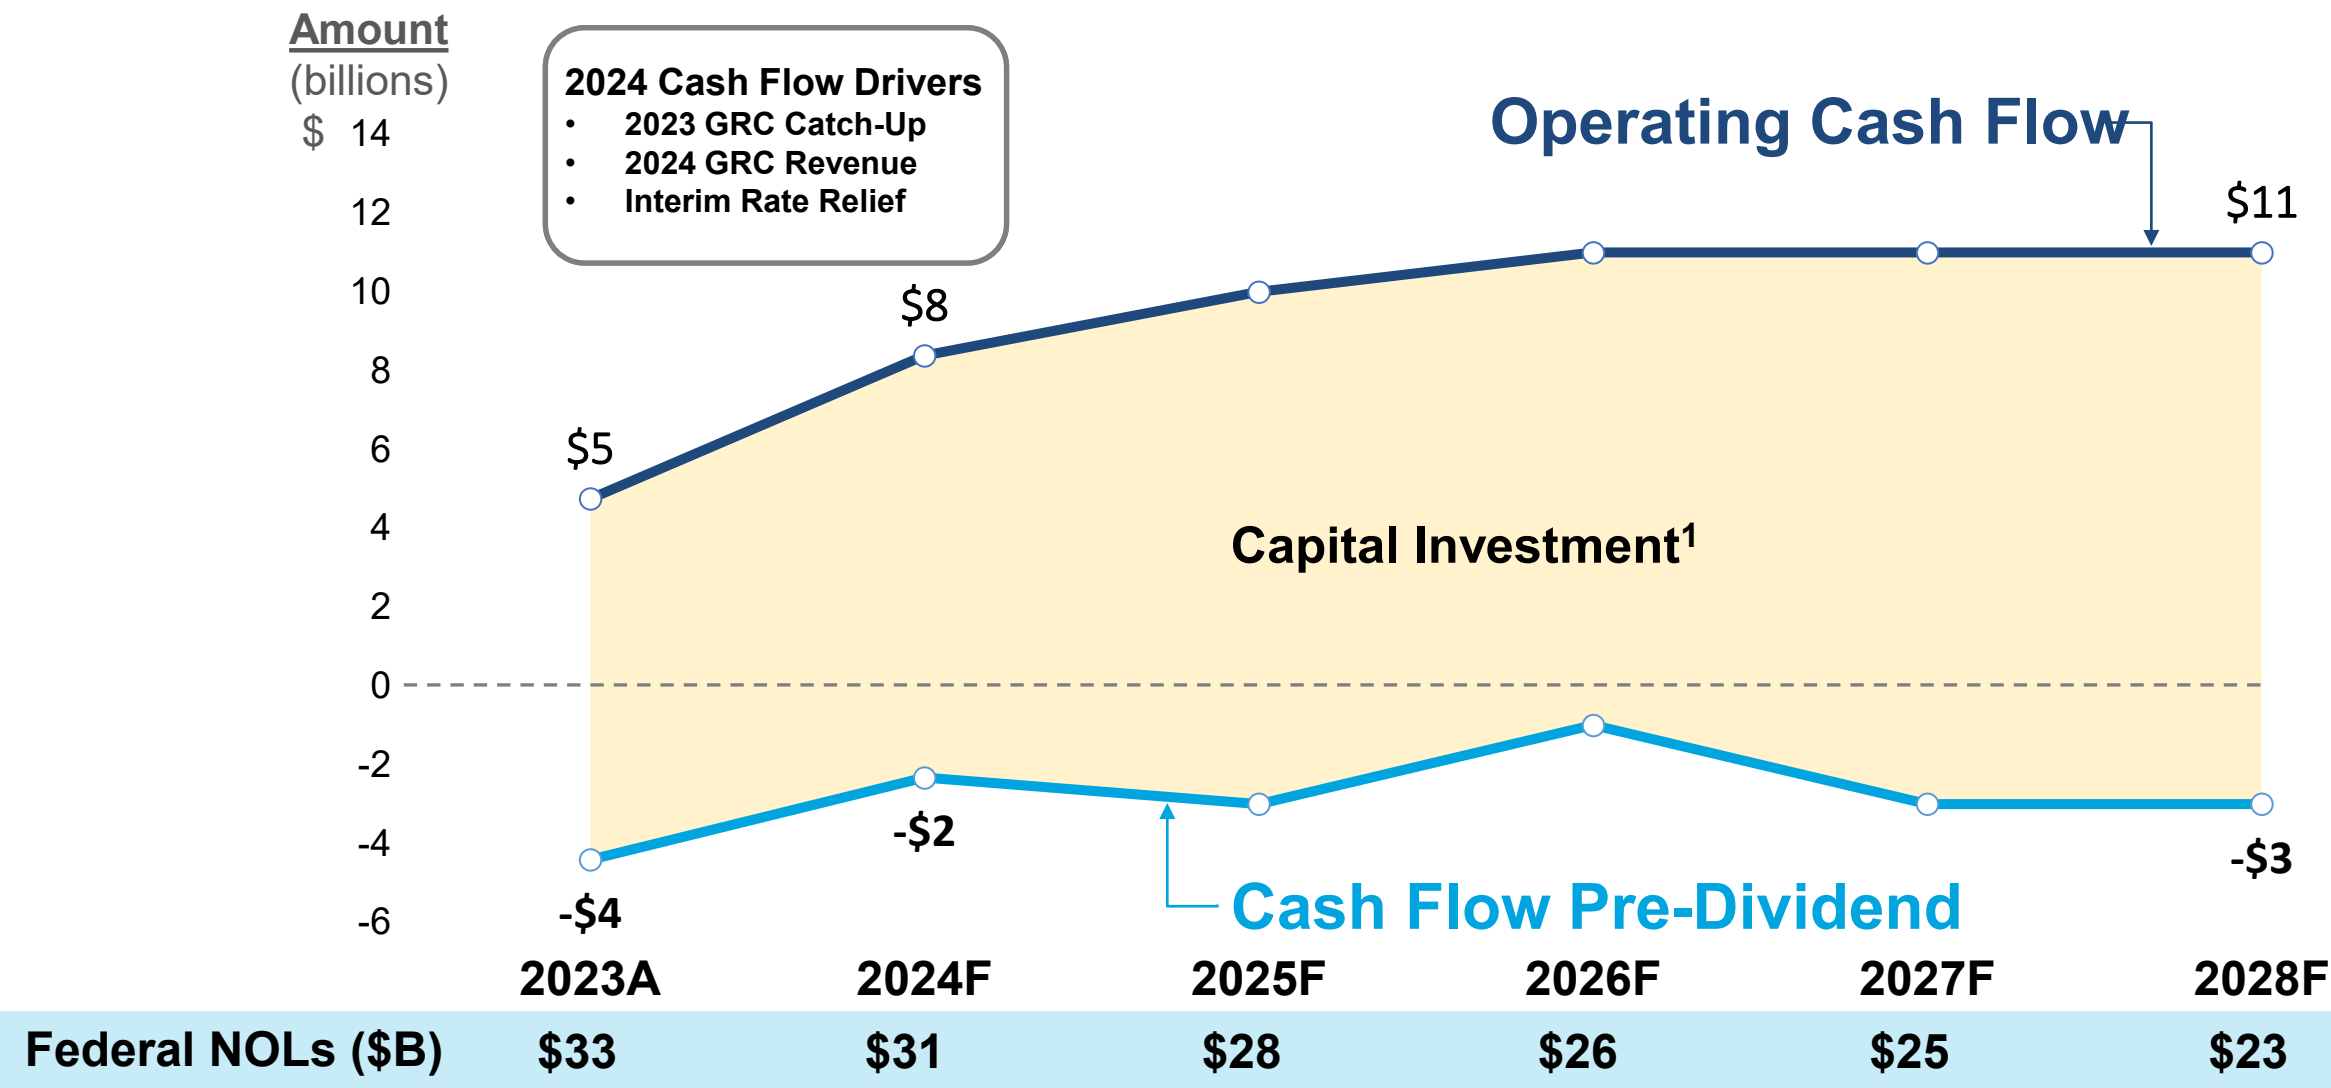 Amount
(billions)
$ 14
12
10
8
6
4
2
0
-2
-4
-6
2024 Cash Flow Drivers
• 2023 GRC Catch-Up
• 2024 GRC Revenue
• Interim Rate Relief
Operating Cash Flow
$5
$8
$11
Capital Investment¹
-$4
-$2
-$3
Cash Flow Pre-Dividend
2023A 2024F 2025F 2026F 2027F 2028F
Federal NOLs ($B) $33 $31 $28 $26 $25 $23